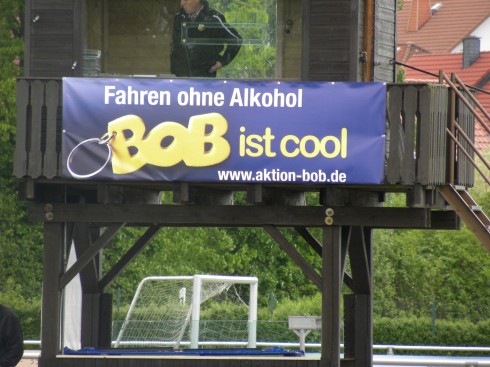 Fahren ohne Alkohol
BOB ist cool
www.aktion-bob.de